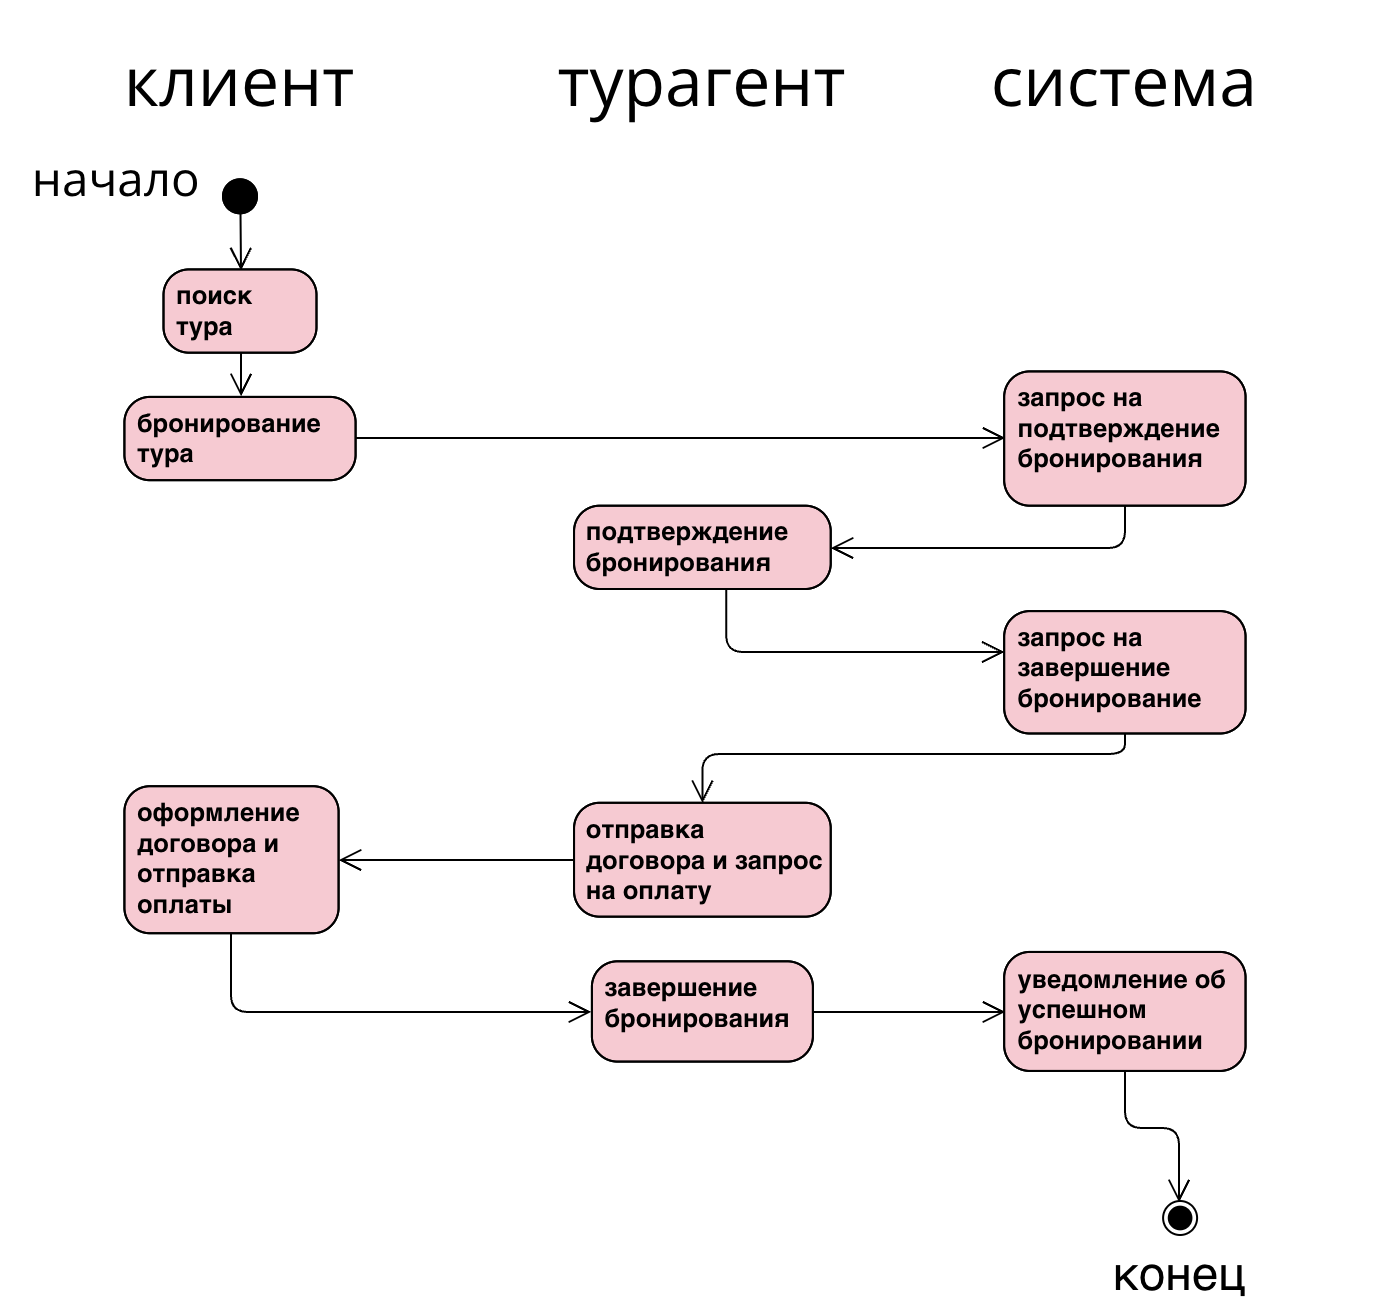 клиент
турагент
система
начало
поиск
тура
бронирование
тура
запрос на
подтверждение
бронирования
подтверждение
бронирования
запрос на
завершение
бронирование
отправка
договора и запрос
на оплату
оформление
договора и
отправка
оплаты
завершение
бронирования
уведомление об
успешном
бронировании
конец